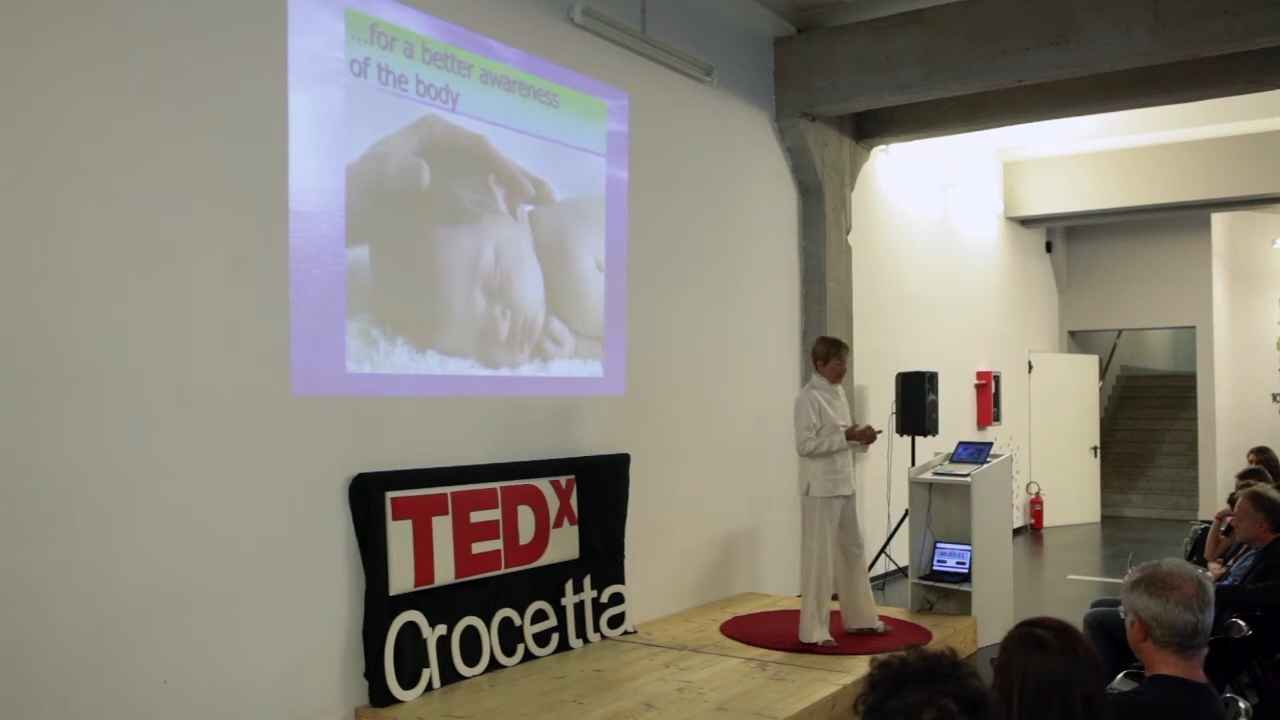 ...for a better awareness
of the body
TEDx
Crocetta